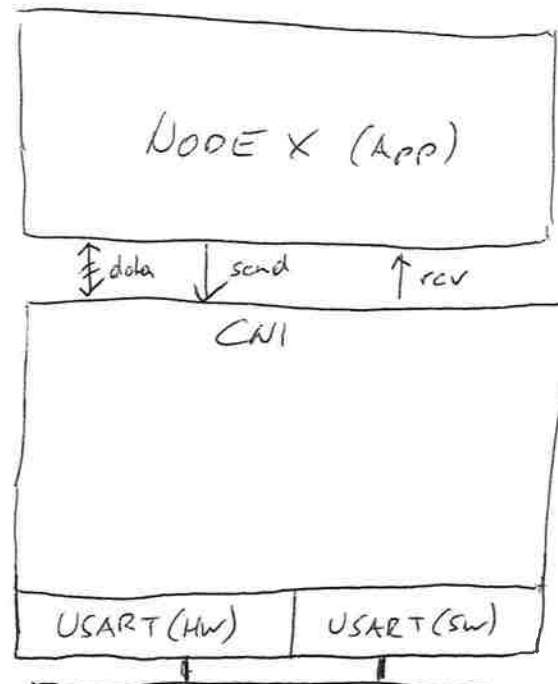 NODE X (App)
data send rcv
CNI
USART(HW) USART(SW)